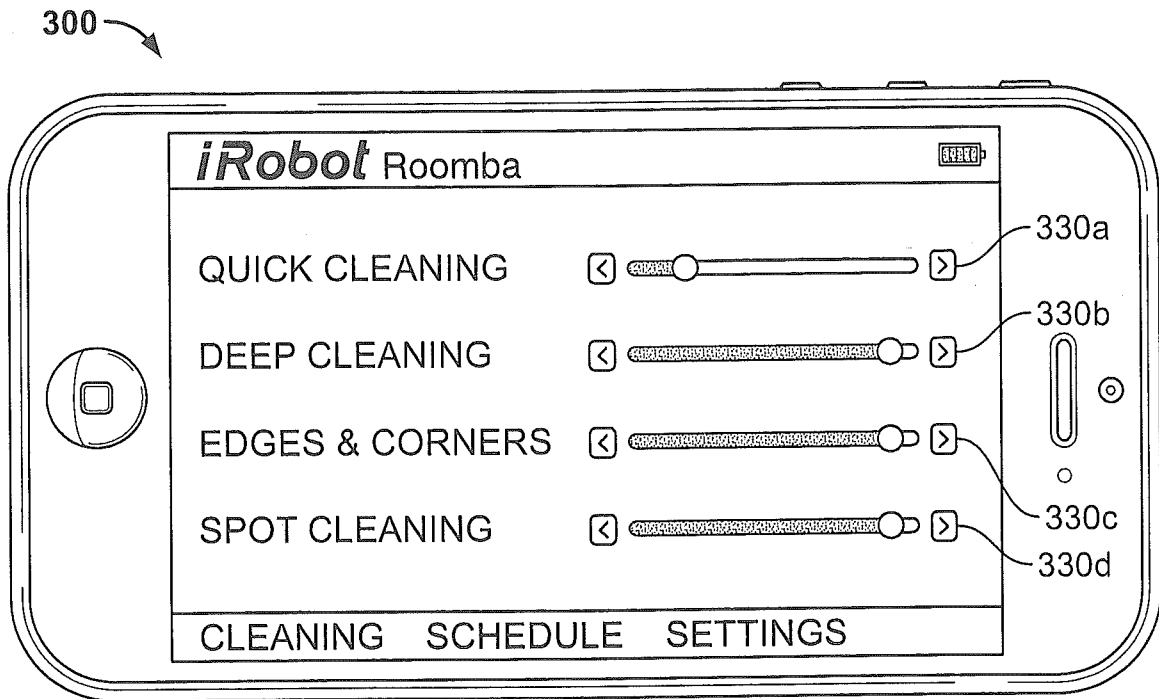 300
iRobot Roomba
QUICK CLEANING
330a
DEEP CLEANING
330b
EDGES & CORNERS
330c
SPOT CLEANING
330d
CLEANING SCHEDULE SETTINGS